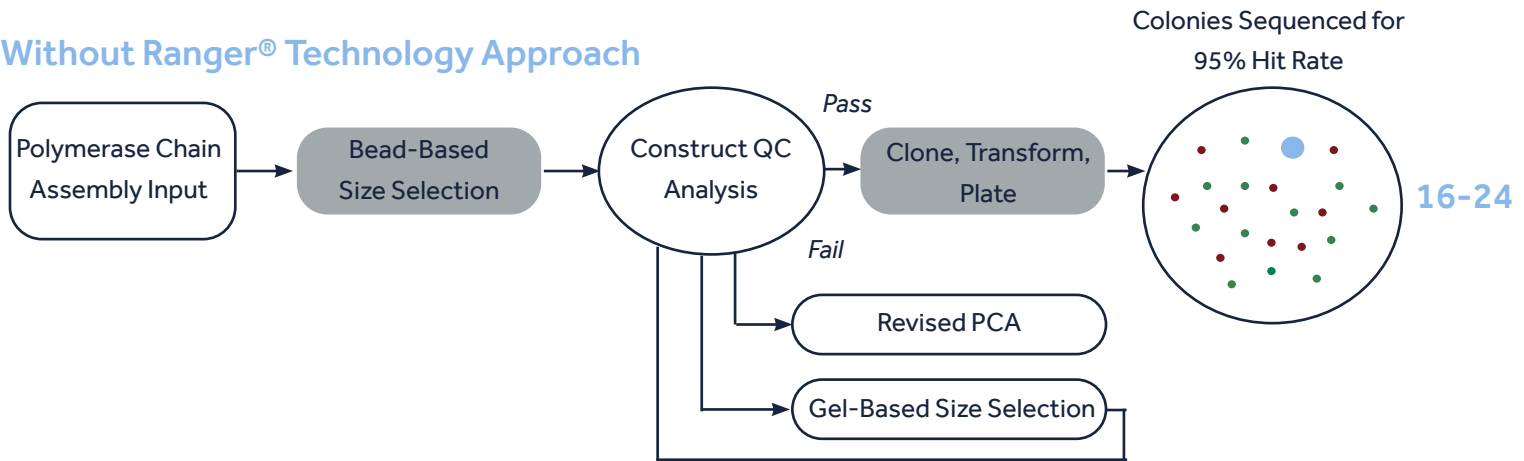 Without Ranger® Technology Approach
Colonies Sequenced for
95% Hit Rate
Polymerase Chain
Assembly Input
Bead-Based
Size Selection
Construct QC
Analysis
Pass
Clone, Transform,
Plate
16-24
Fail
Revised PCA
Gel-Based Size Selection